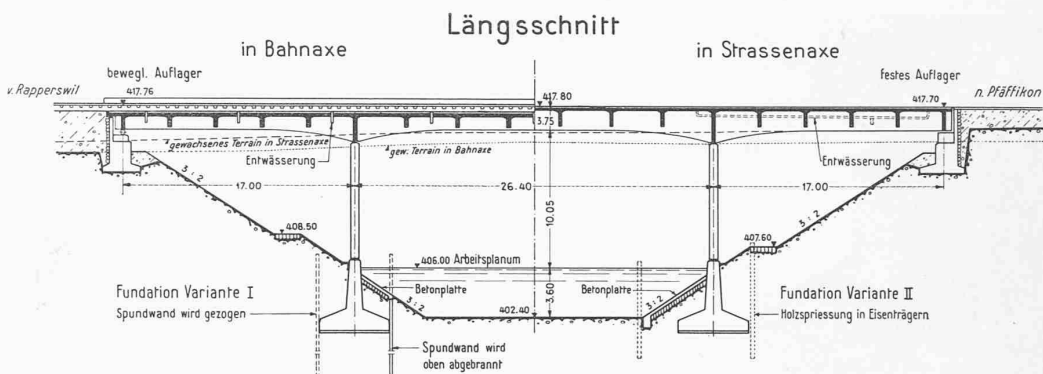 Längsschnitt
in Bahnaxe
in Strassenaxe
bewegl. Auflager
festes Auflager
v. Rapperswil
417.76
417.80
417.70
n. Pfäffikon
3.75
gewachsenes Terrain in Strassenaxe
Entwässerung
gew. Terrain in Bahnaxe
Entwässerung
3:2
17.00
26.40
17.00
3:2
10.05
408.50
407.60
406.00 Arbeitsplanum
Fundation Variante I
Spundwand wird gezogen
Betonplatte
3:2
3.60
402.40
Betonplatte
3:2
Fundation Variante II
Holzspriessung in Eisenträgern
Spundwand wird
oben abgebrannt